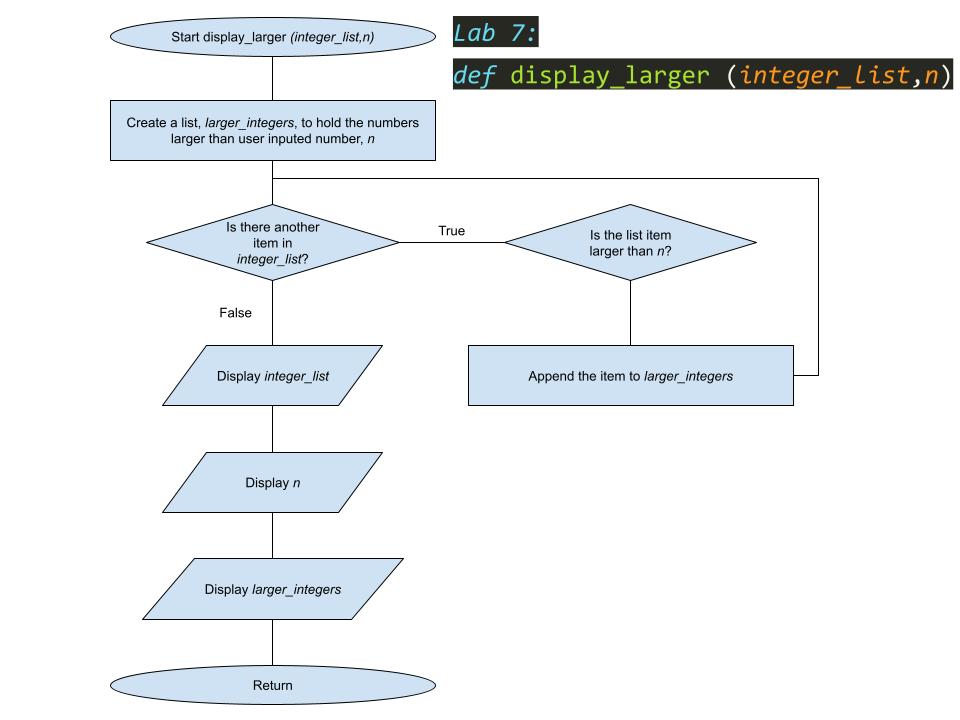 Start display_larger (integer_list,n)
Lab 7:
def display_larger (integer_list,n)
Create a list, larger_integers, to hold the numbers
larger than user inputed number, n
Is there another
item in
integer_list?
True
Is the list item
larger than n?
False
Display integer_list
Append the item to larger_integers
Display n
Display larger_integers
Return